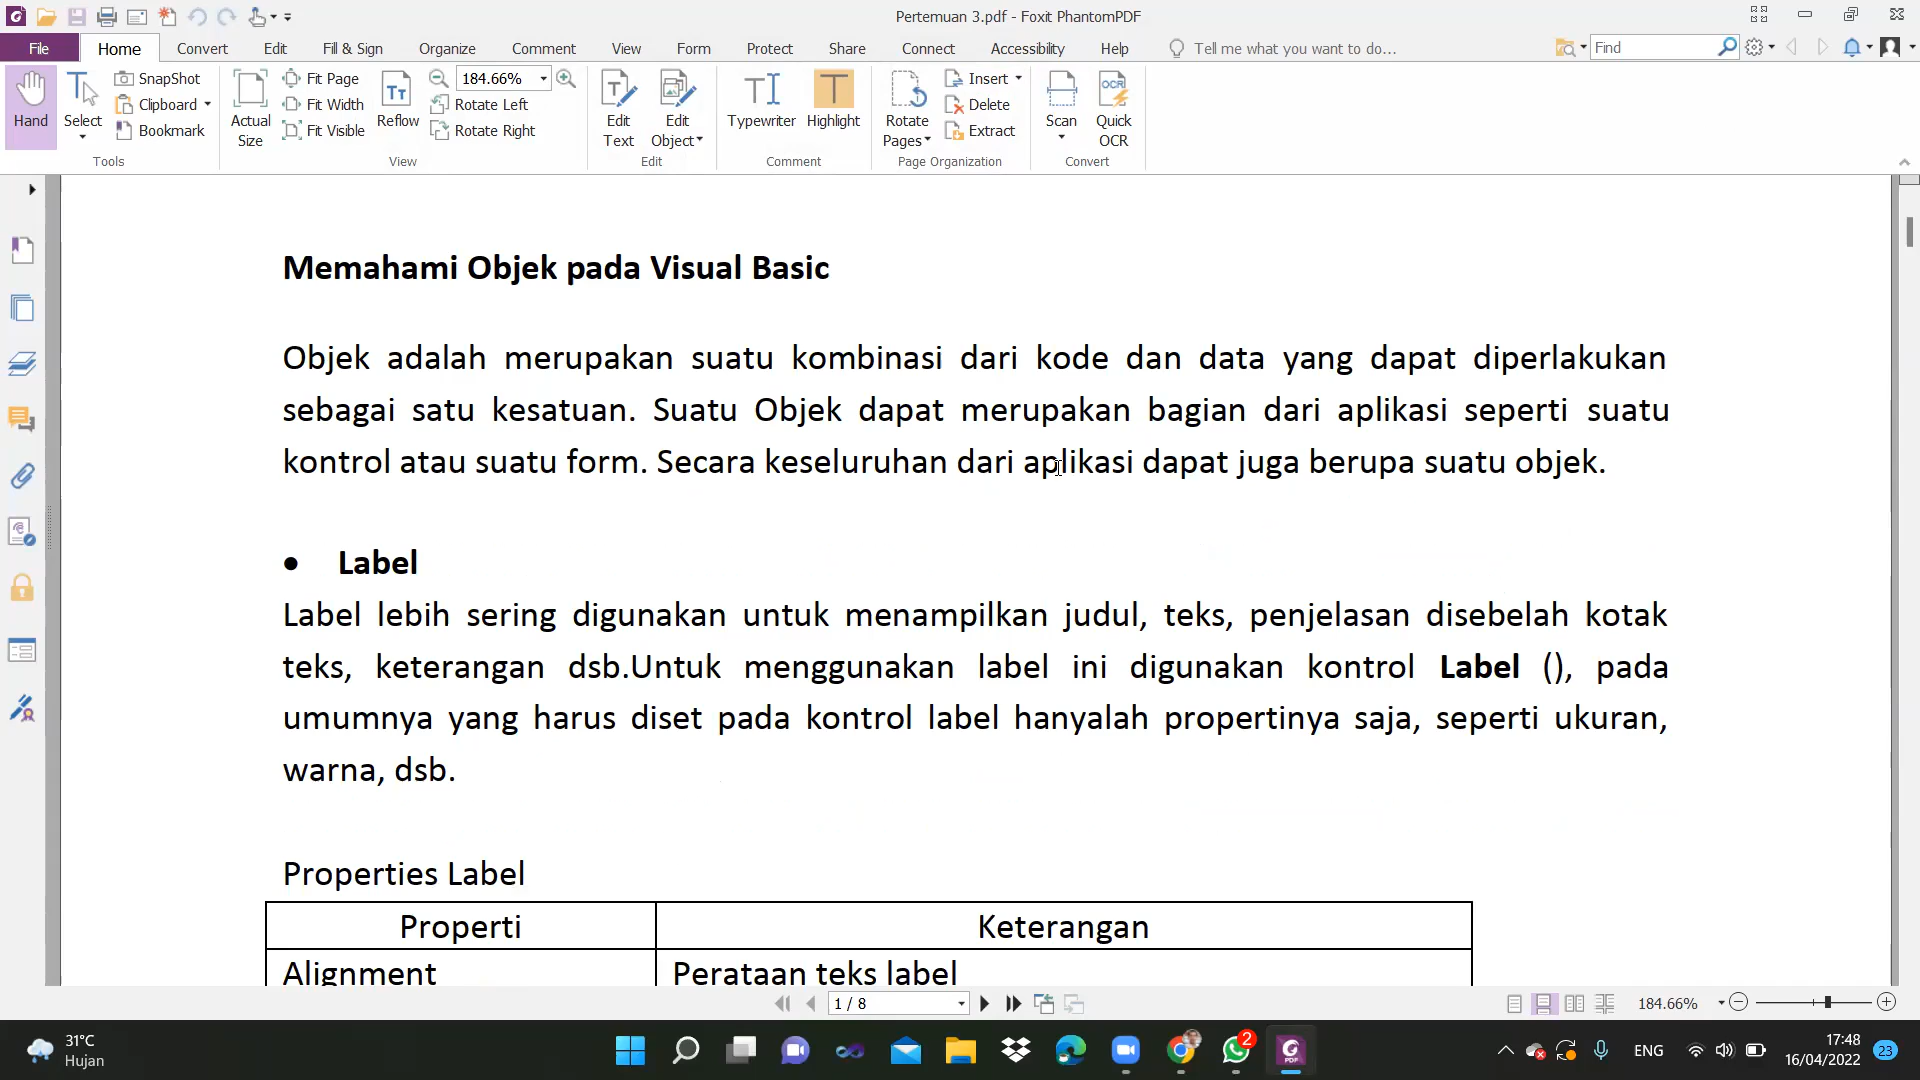 Pertemuan 3.pdf - Foxit PhantomPDF
File Home Convert Edit Fill & Sign Organize Comment View Form Protect Share Connect Accessibility Help Tell me what you want to do... Find
Hand
Select
SnapShot
Clipboard
Bookmark
Tools
Actual Size
Fit Page
Fit Width
Fit Visible
Reflow
184.66%
Rotate Left
Rotate Right
View
Edit Text
Edit Object
Edit
Typewriter
Highlight
Comment
Rotate Pages
Insert
Delete
Extract
Page Organization
Scan
Quick OCR
Convert
Memahami Objek pada Visual Basic
Objek adalah merupakan suatu kombinasi dari kode dan data yang dapat diperlakukan
sebagai satu kesatuan. Suatu Objek dapat merupakan bagian dari aplikasi seperti suatu
kontrol atau suatu form. Secara keseluruhan dari aplikasi dapat juga berupa suatu objek.
• Label
Label lebih sering digunakan untuk menampilkan judul, teks, penjelasan disebelah kotak
teks, keterangan dsb.Untuk menggunakan label ini digunakan kontrol Label (), pada
umumnya yang harus diset pada kontrol label hanyalah propertinya saja, seperti ukuran,
warna, dsb.
Properties Label
Properti Keterangan
Alignment Perataan teks label
1 / 8
184.66%
31°C
Hujan
2
ENG
17:48
16/04/2022
23